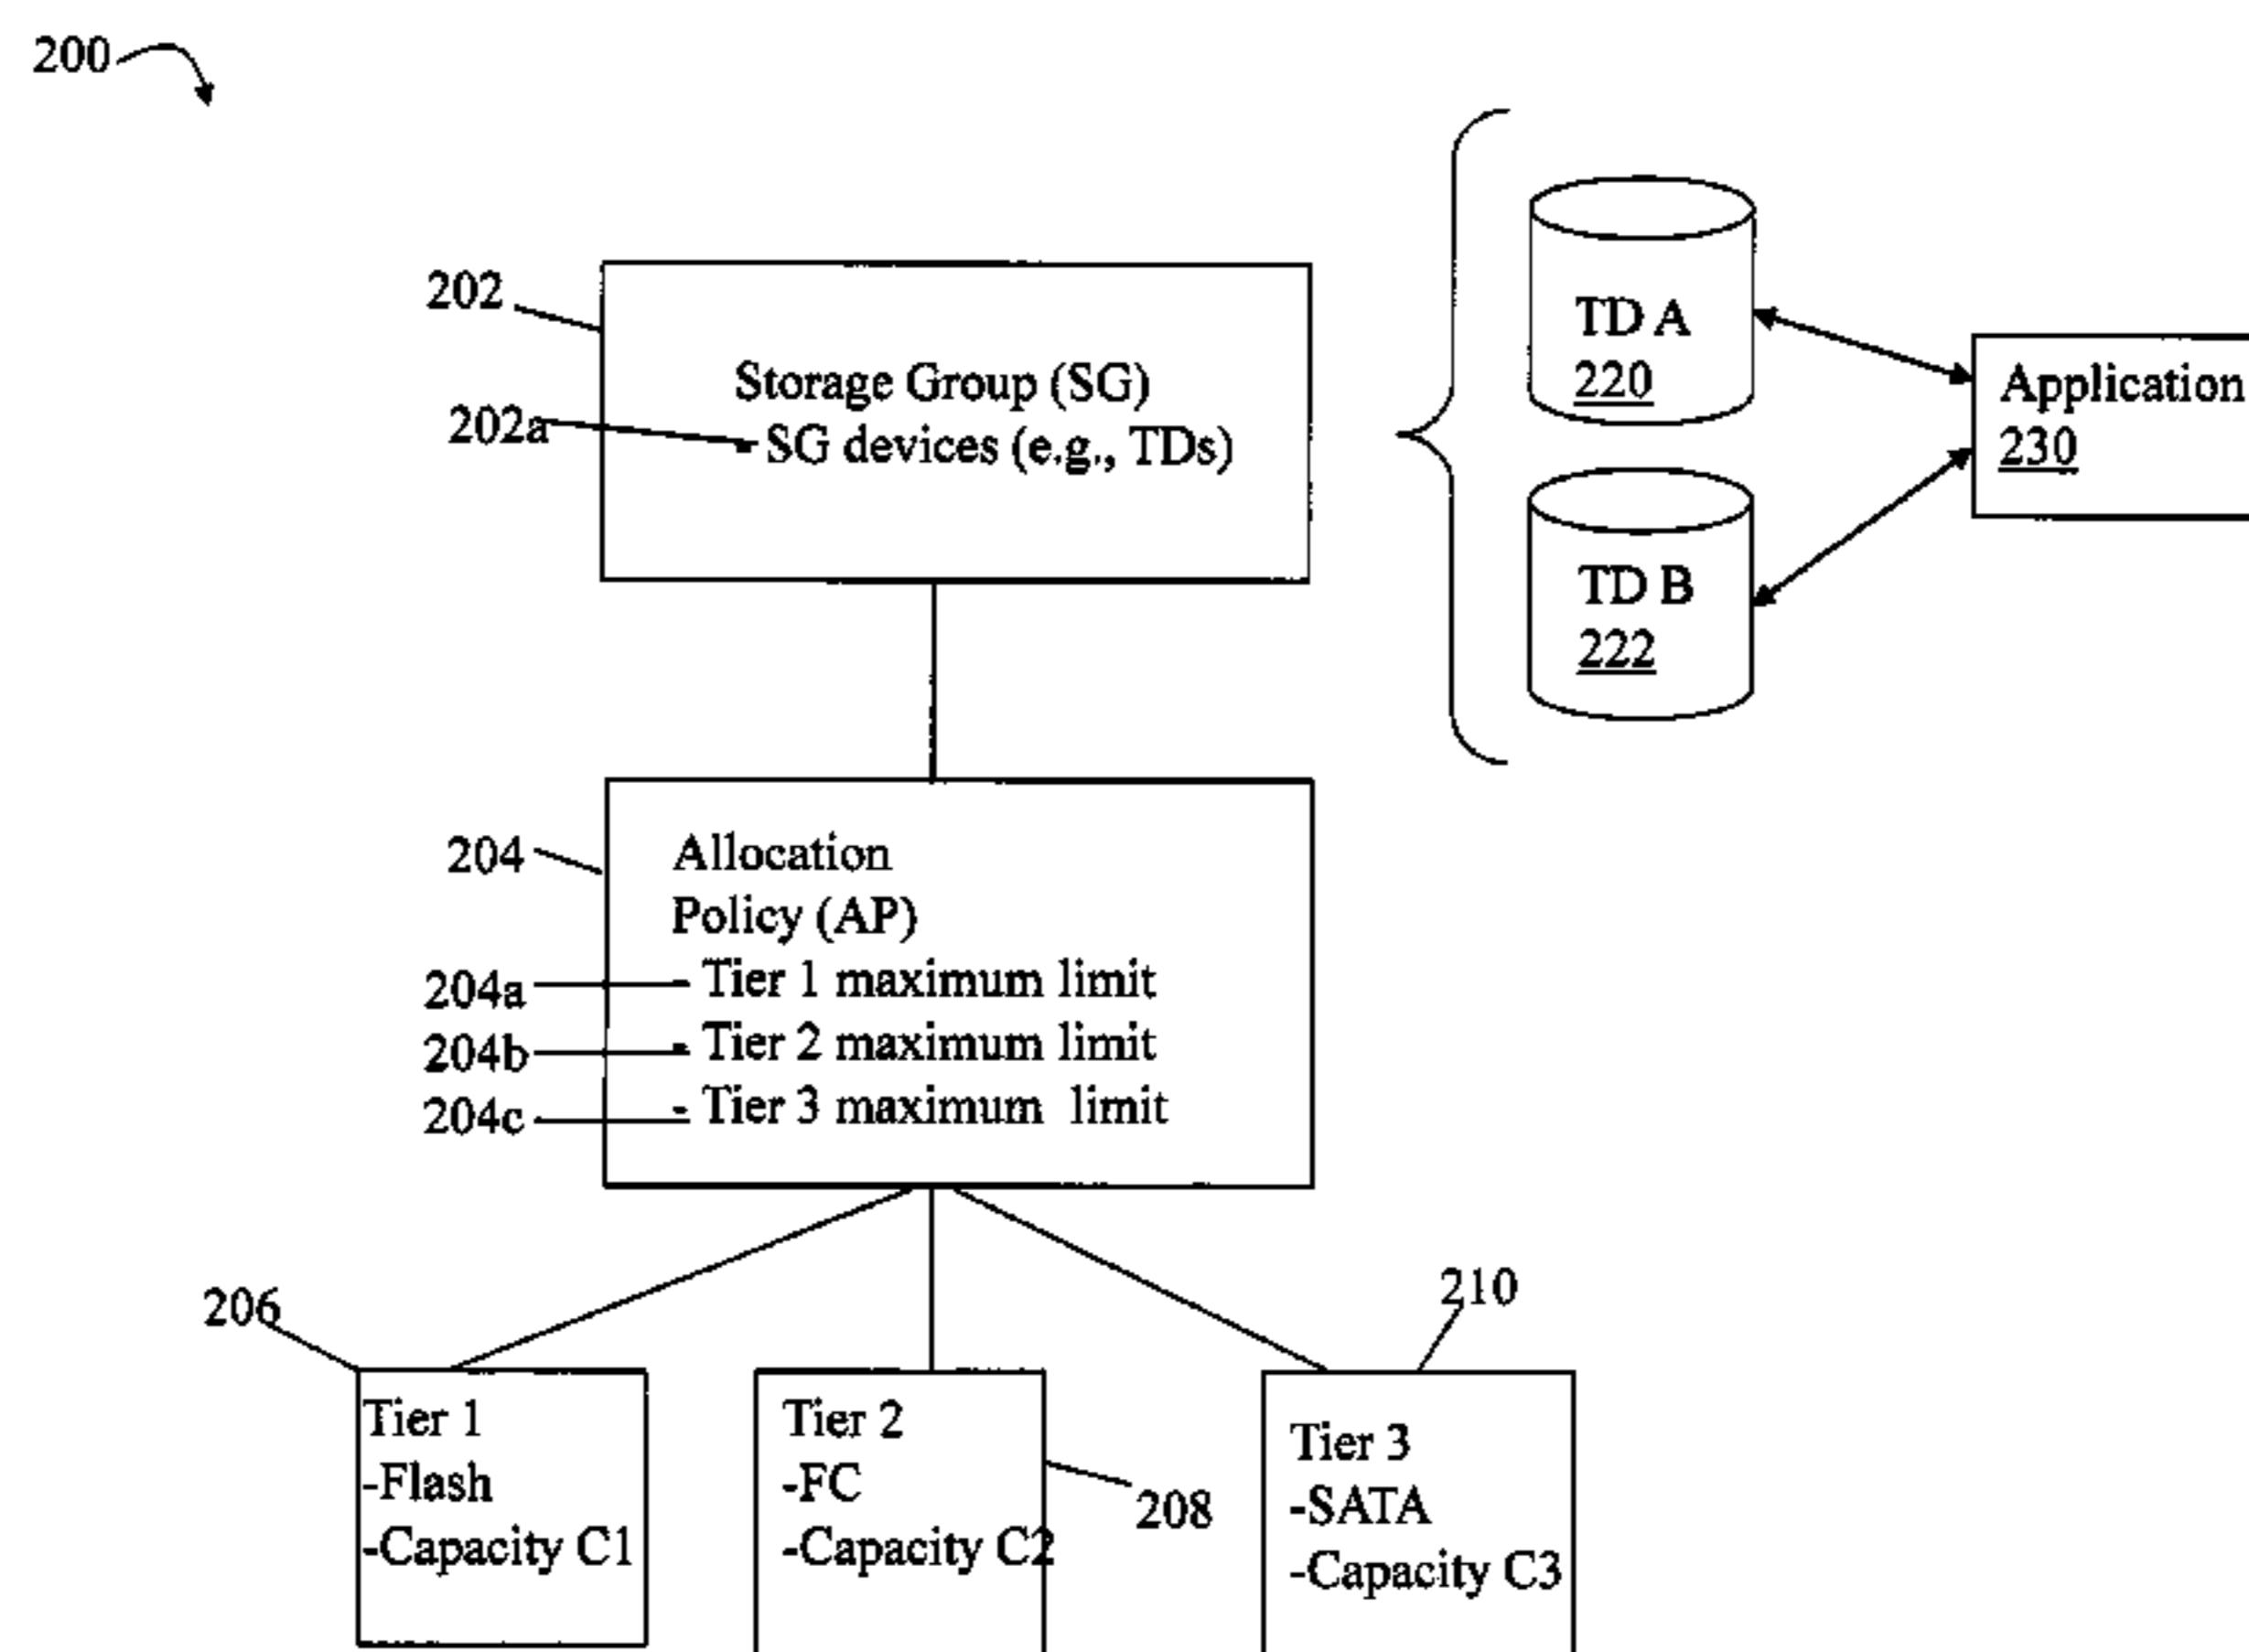 200
202
Storage Group (SG)
202a
- SG devices (e.g., TDs)
TD A
220
TD B
222
Application
230
204
Allocation
Policy (AP)
204a
- Tier 1 maximum limit
204b
- Tier 2 maximum limit
204c
- Tier 3 maximum limit
206
Tier 1
-Flash
-Capacity C1
Tier 2
-FC
-Capacity C2
208
210
Tier 3
-SATA
-Capacity C3